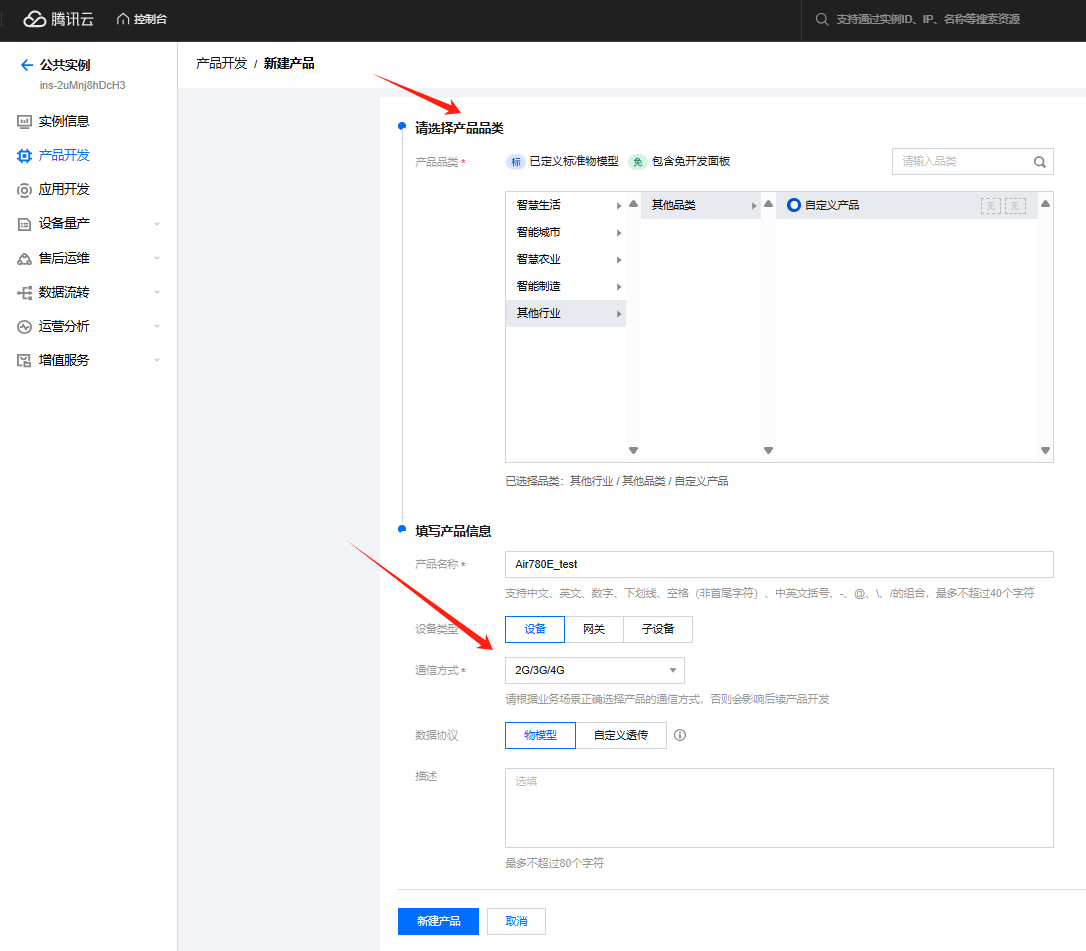 腾讯云 控制台 支持通过实例ID、IP、名称等搜索资源
公共实例
ins-2uMnj8hDcH3
实例信息
产品开发
应用开发
设备量产
售后运维
数据流转
运营分析
增值服务
产品开发 / 新建产品
请选择产品品类
产品品类 * 标 已定义标准物模型 免 包含免开发面板 请输入品类
智慧生活 其他品类 自定义产品 无 无
智能城市
智慧农业
智能制造
其他行业
已选择品类：其他行业 / 其他品类 / 自定义产品
填写产品信息
产品名称 * Air780E_test
支持中文、英文、数字、下划线、空格（非首尾字符）、中英文括号、-、@、\、/的组合，最多不超过40个字符
设备类型 设备 网关 子设备
通信方式 * 2G/3G/4G
请根据业务场景正确选择产品的通信方式，否则会影响后续产品开发
数据协议 物模型 自定义透传
描述 选填
最多不超过80个字符
新建产品 取消